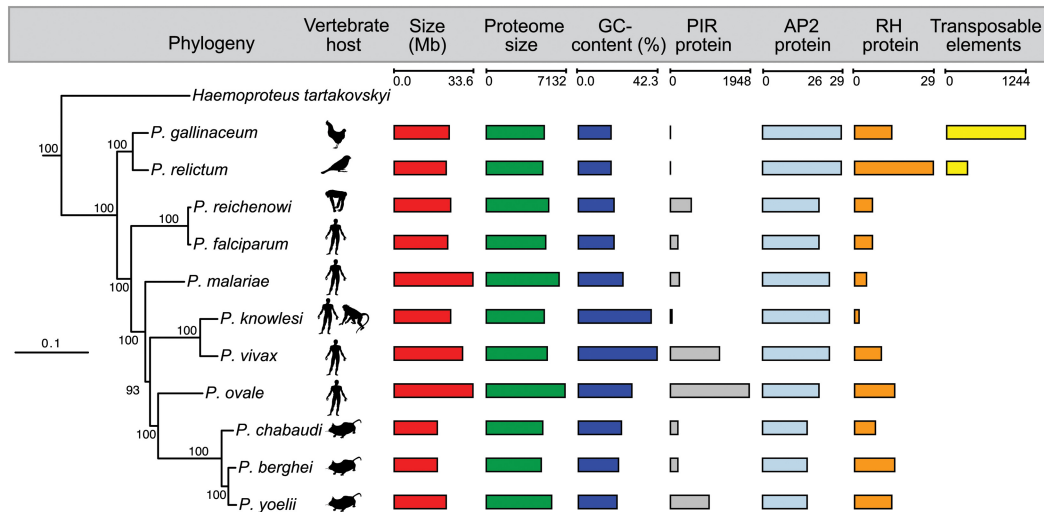 Phylogeny
Vertebrate
host
Size
(Mb)
Proteome
size
GC-
content (%)
PIR
protein
AP2
protein
RH
protein
Transposable
elements
0.0 33.6
0 7132
0.0 42.3
0 1948
0 26 29
0 29
0 1244
Haemoproteus tartakovskyi
100
P. gallinaceum
100
100
P. relictum
100
P. reichenowi
100
P. falciparum
100
P. malariae
P. knowlesi
100
100
0.1
P. vivax
93
P. ovale
100
P. chabaudi
100
P. berghei
100
P. yoelii